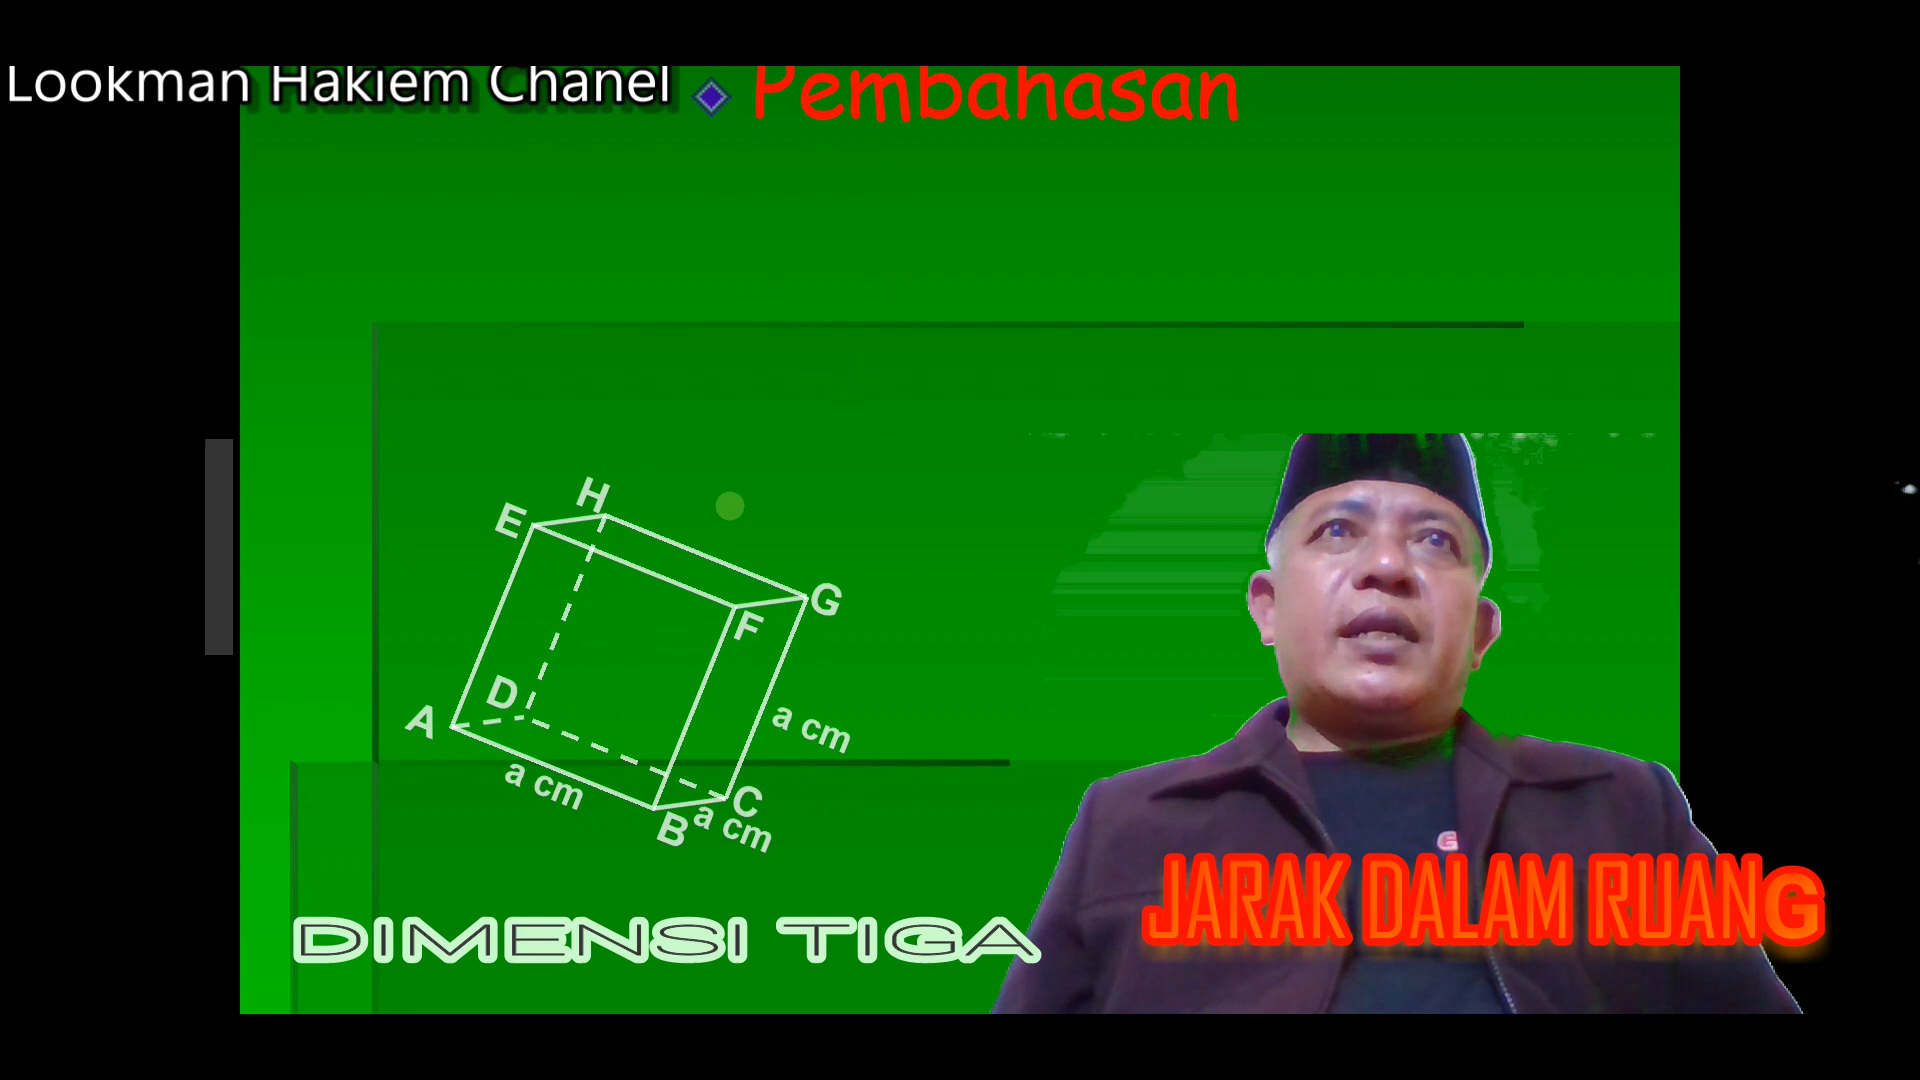 Lookman Hakiem Chanel
Pembahasan
H
E
G
F
D
A
a cm
a cm
C
a cm
B
DIMENSI TIGA
JARAK DALAM RUANG